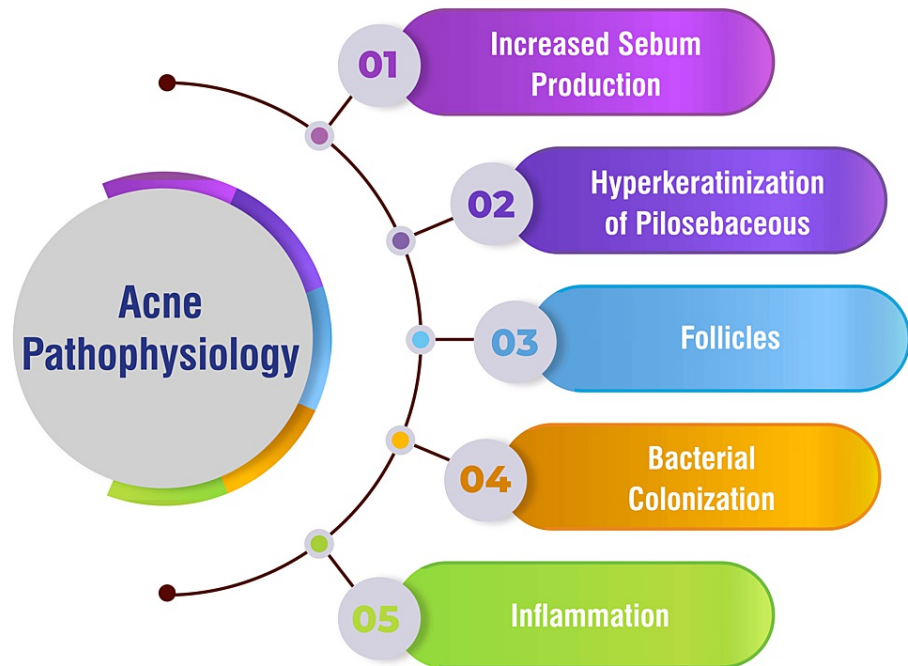 Acne
Pathophysiology
01
Increased Sebum
Production
02
Hyperkeratinization
of Pilosebaceous
03
Follicles
04
Bacterial
Colonization
05
Inflammation